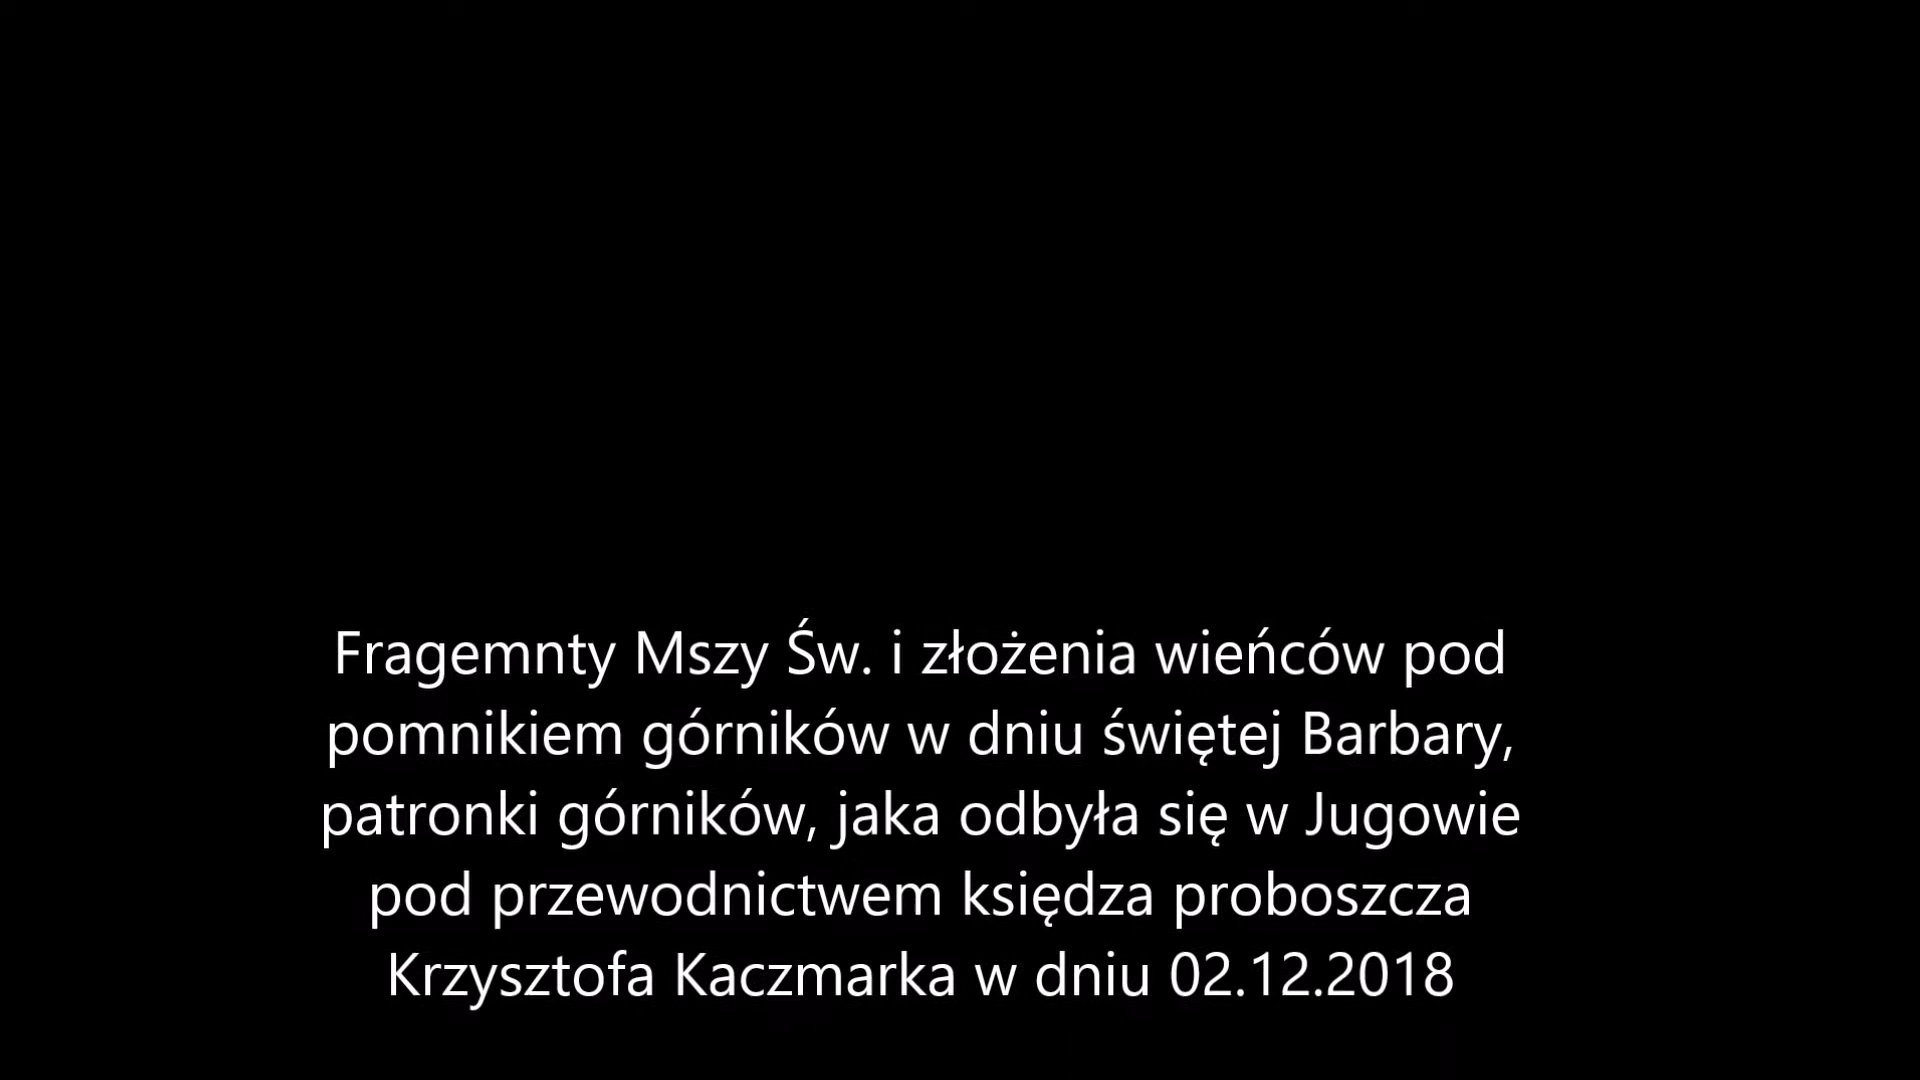 Fragemnty Mszy Św. i złożenia wieńców pod
pomnikiem górników w dniu świętej Barbary,
patronki górników, jaka odbyła się w Jugowie
pod przewodnictwem księdza proboszcza
Krzysztofa Kaczmarka w dniu 02.12.2018